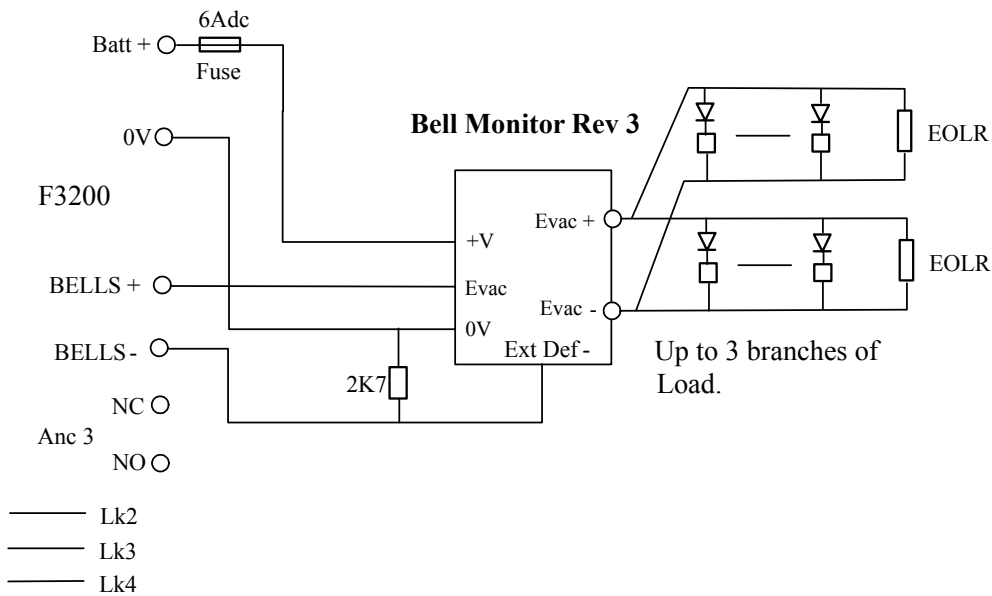 6Adc
Batt +
Fuse
Bell Monitor Rev 3
0V
EOLR
F3200
Evac +
+V
EOLR
BELLS +
Evac
Evac -
0V
BELLS -
Ext Def -
Up to 3 branches of
Load.
2K7
NC
Anc 3
NO
Lk2
Lk3
Lk4